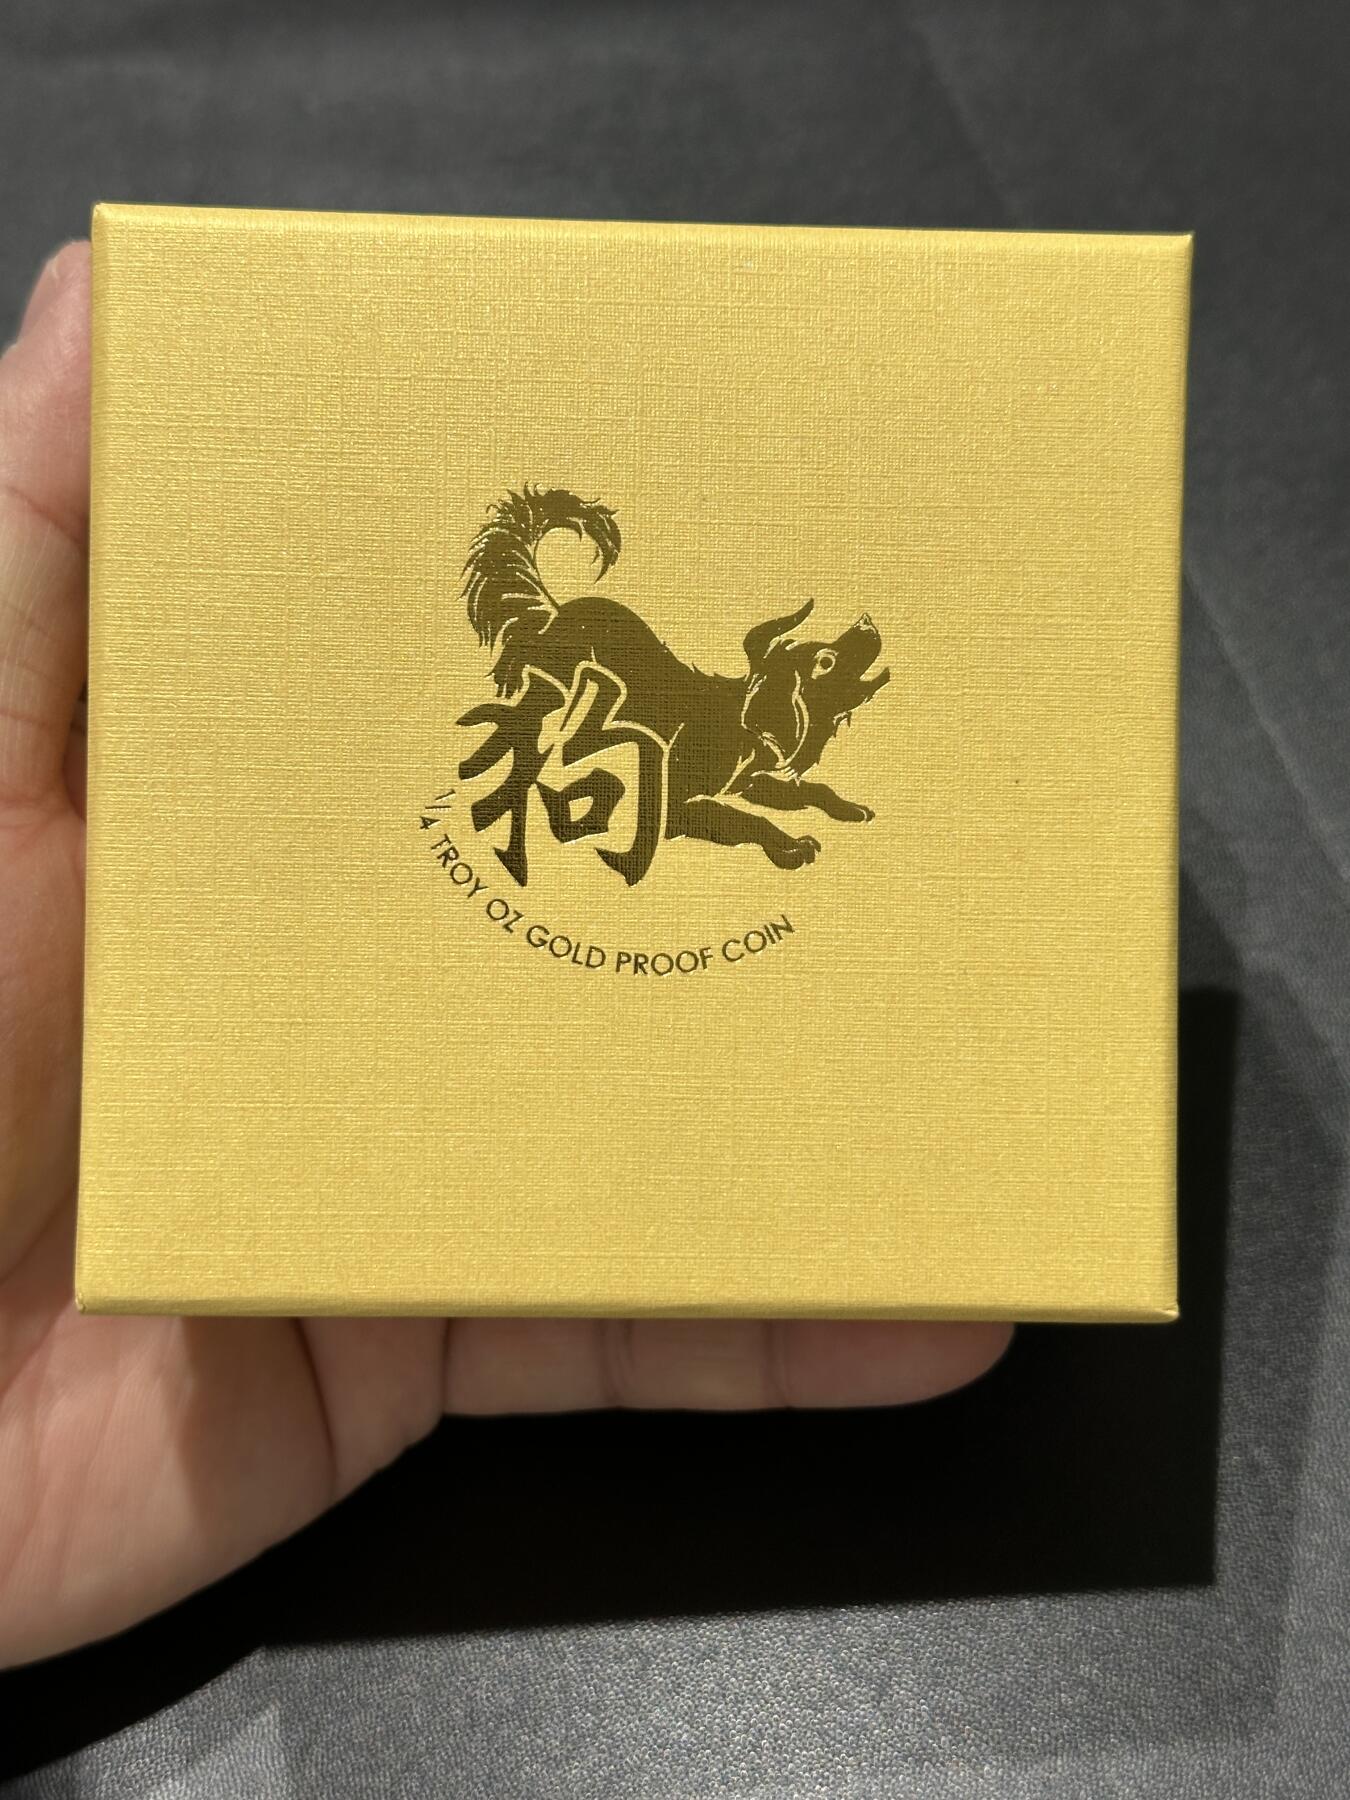 狗
1/4 TROY OZ GOLD PROOF COIN